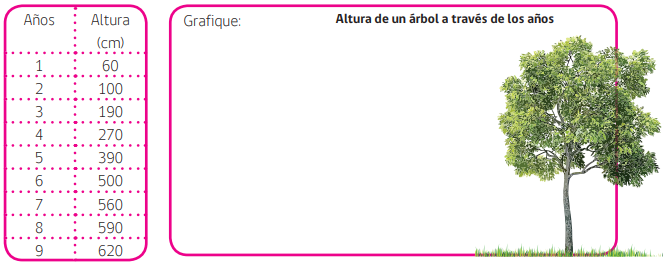 Años Altura
(cm)
1 60
2 100
3 190
4 270
5 390
6 500
7 560
8 590
9 620
Grafique:
Altura de un árbol a través de los años